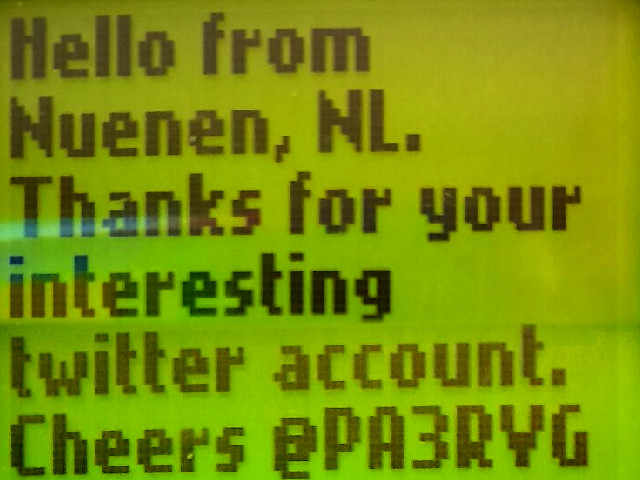 Hello from
Nuenen, NL.
Thanks for your
interesting
twitter account.
Cheers @PA3RYG